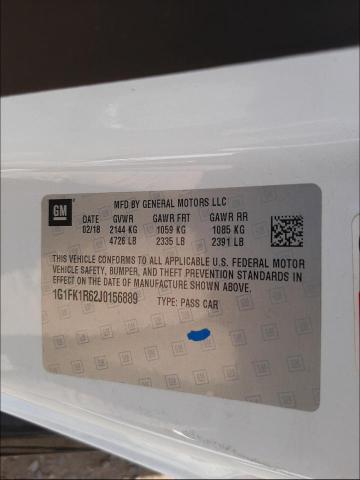 GM
MFD BY GENERAL MOTORS LLC
DATE GVWR GAWR FRT GAWR RR
02/18 2144 KG 1059 KG 1085 KG
4726 LB 2335 LB 2391 LB
THIS VEHICLE CONFORMS TO ALL APPLICABLE U.S. FEDERAL MOTOR
VEHICLE SAFETY, BUMPER, AND THEFT PREVENTION STANDARDS IN
EFFECT ON THE DATE OF MANUFACTURE SHOWN ABOVE.
1G1FK1R62J0156889 TYPE: PASS CAR